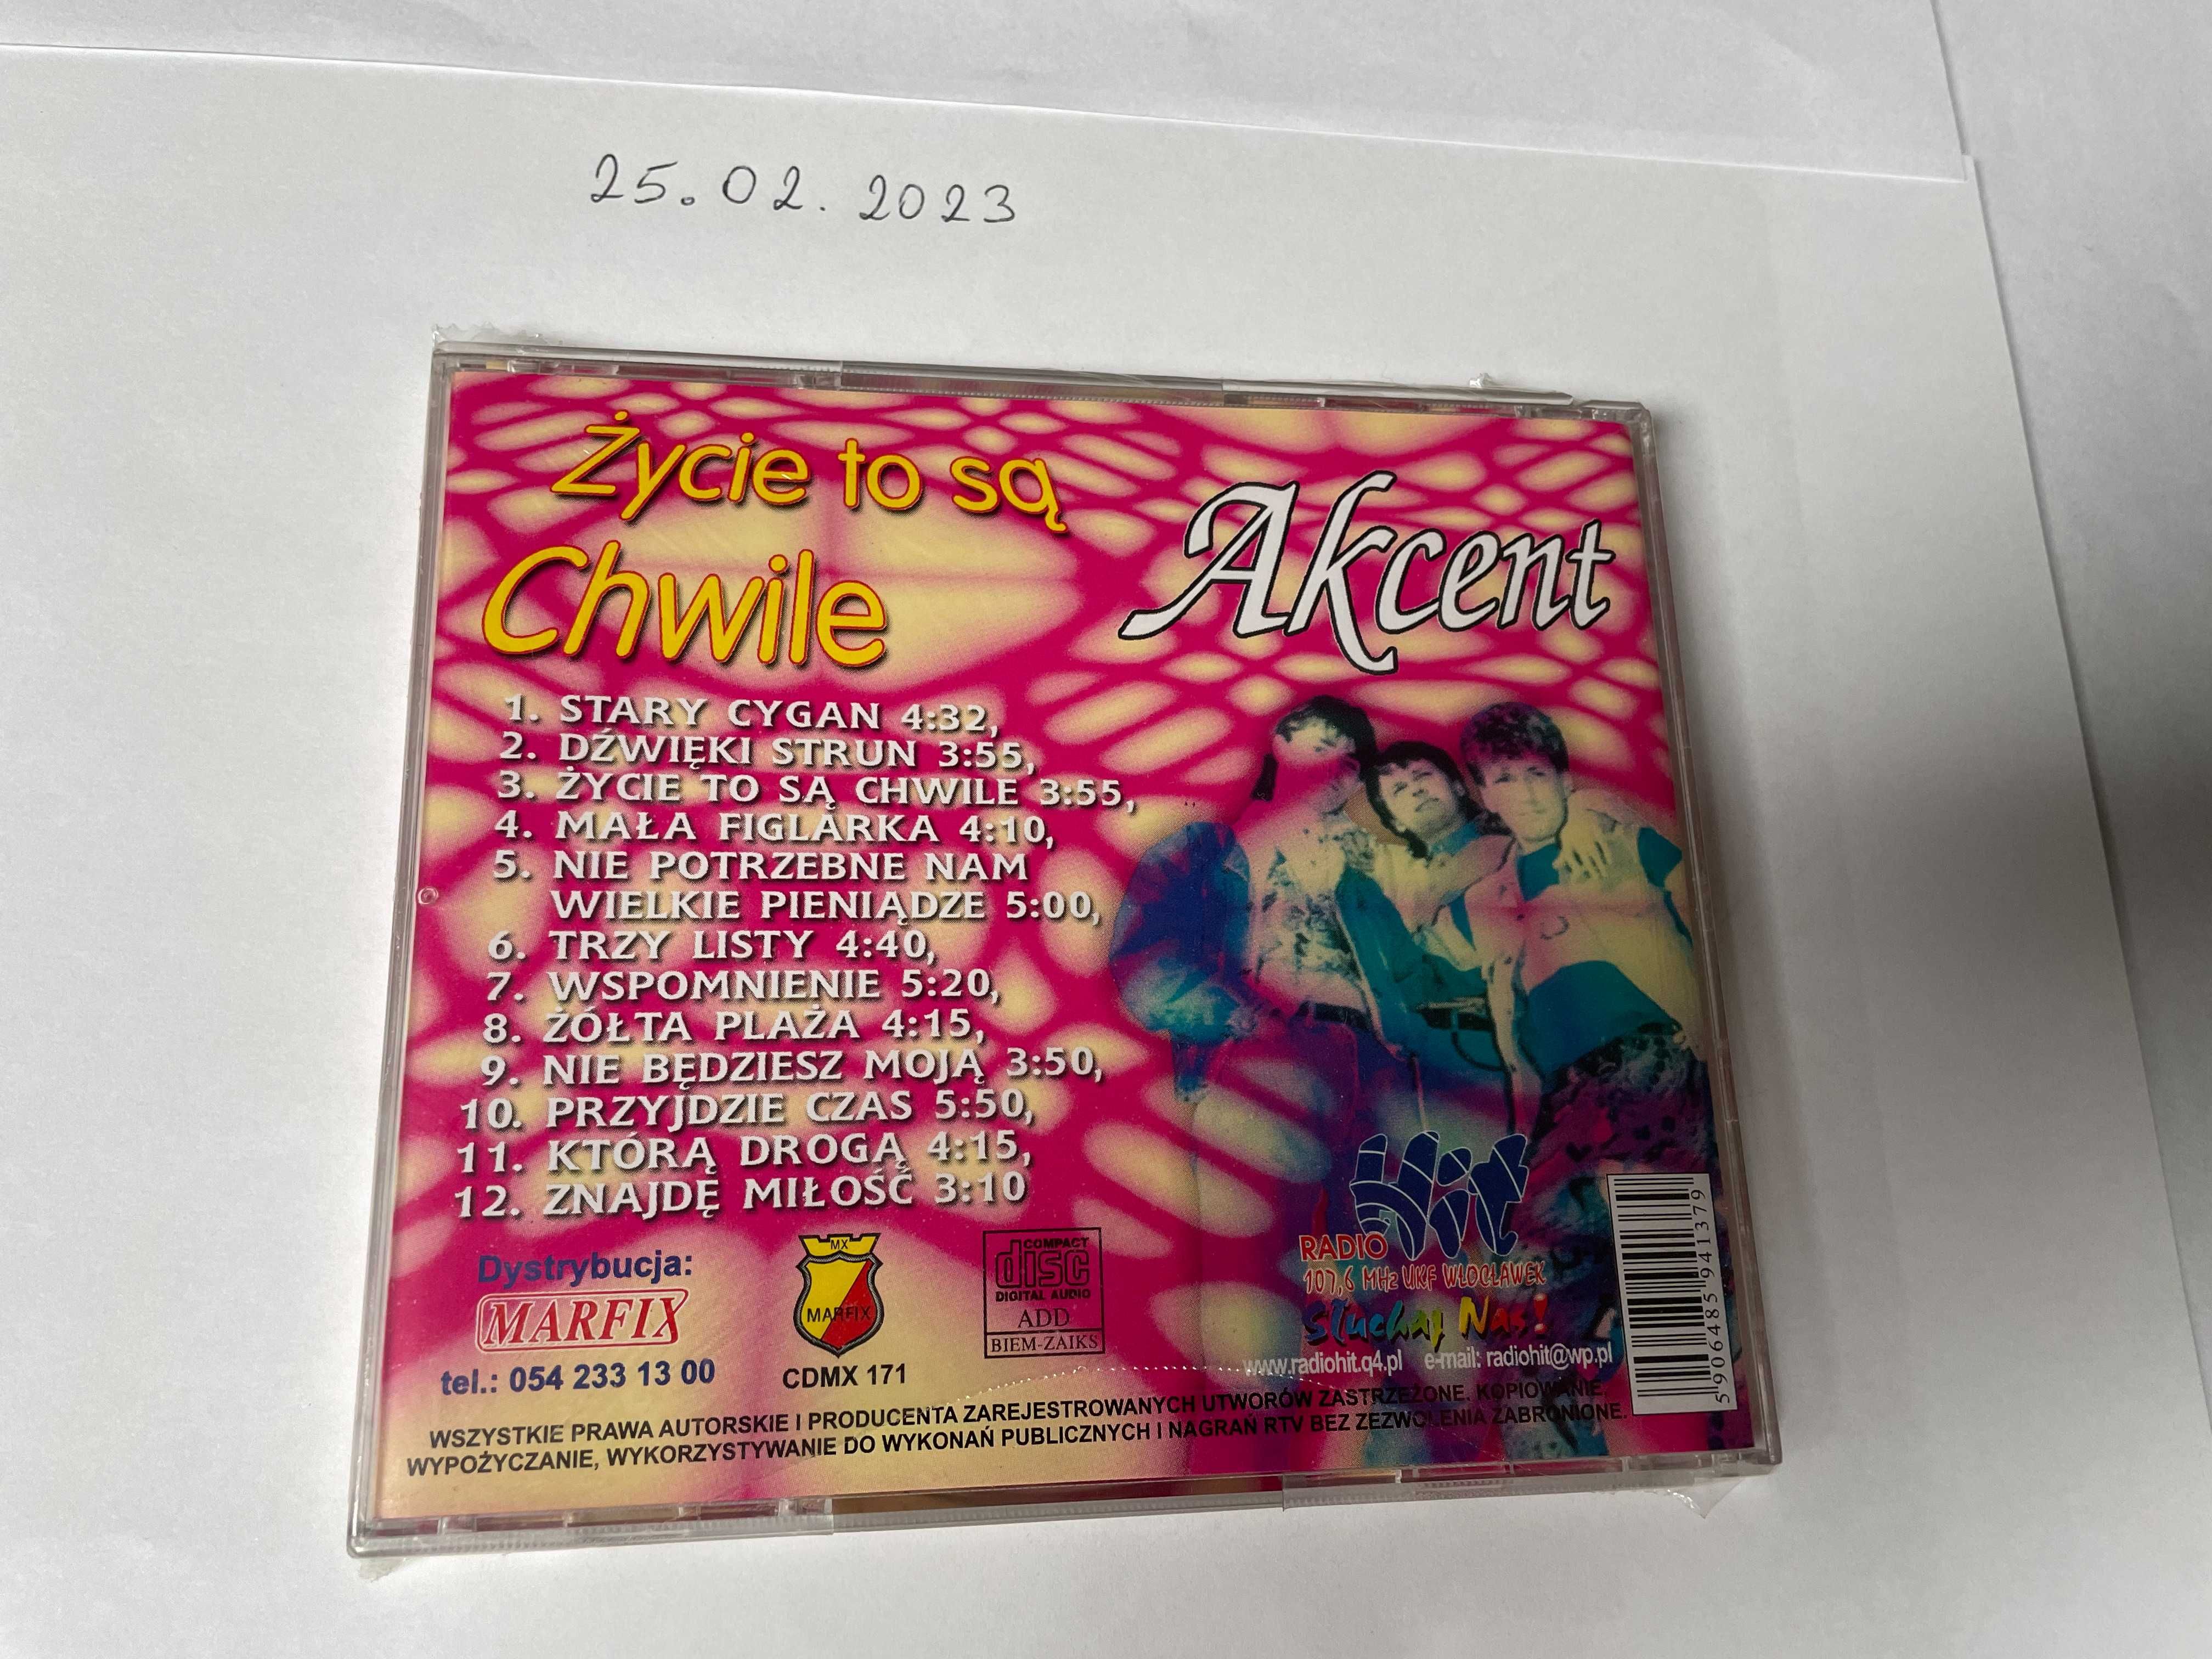 25.02.2023
Życie to są
Chwile
Akcent
1. STARY CYGAN 4:32,
2. DŹWIĘKI STRUN 3:55,
3. ŻYCIE TO SĄ CHWILE 3:55,
4. MAŁA FIGLARKA 4:10,
5. NIE POTRZEBNE NAM
WIELKIE PIENIĄDZE 5:00,
6. TRZY LISTY 4:40,
7. WSPOMNIENIE 5:20,
8. ŻÓŁTA PLAŻA 4:15,
9. NIE BĘDZIESZ MOJĄ 3:50,
10. PRZYJDZIE CZAS 5:50,
11. KTÓRĄ DROGĄ 4:15,
12. ZNAJDĘ MIŁOŚĆ 3:10
Dystrybucja:
MARFIX
tel.: 054 233 13 00
MX
MARFIX
CDMX 171
COMPACT
disc
DIGITAL AUDIO
ADD
BIEM-ZAIKS
Hit
RADIO
107,6 MHz UKF WŁOCŁAWEK
Słuchaj Nas!
www.radiohit.q4.pl e-mail: radiohit@wp.pl
5 906485 941379
WSZYSTKIE PRAWA AUTORSKIE I PRODUCENTA ZAREJESTROWANYCH UTWORÓW ZASTRZEŻONE. KOPIOWANIE,
WYPOŻYCZANIE, WYKORZYSTYWANIE DO WYKONAŃ PUBLICZNYCH I NAGRAŃ RTV BEZ ZEZWOLENIA ZABRONIONE.